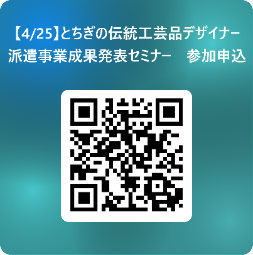 【4/25】とちぎの伝統工芸品デザイナー
派遣事業成果発表セミナー　参加申込